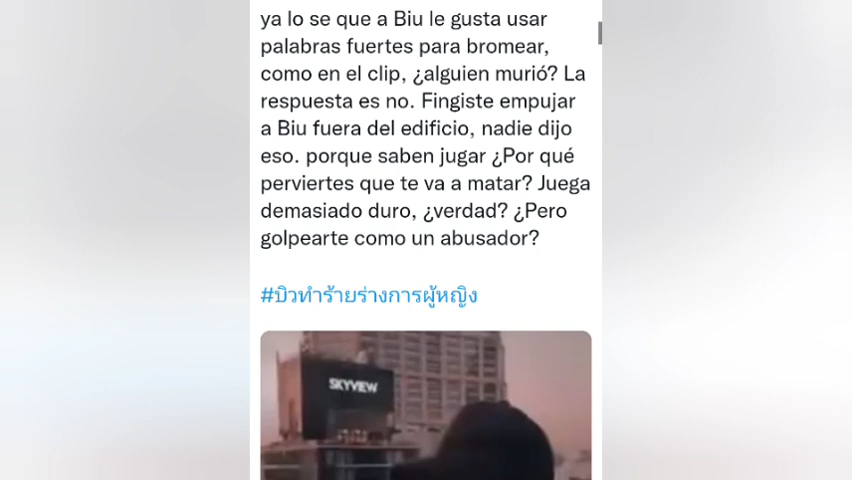 ya lo se que a Biu le gusta usar
palabras fuertes para bromear,
como en el clip, ¿alguien murió? La
respuesta es no. Fingiste empujar
a Biu fuera del edificio, nadie dijo
eso. porque saben jugar ¿Por qué
perviertes que te va a matar? Juega
demasiado duro, ¿verdad? ¿Pero
golpearte como un abusador?
#บิวทำร้ายร่างการผู้หญิง
SKYVIEW